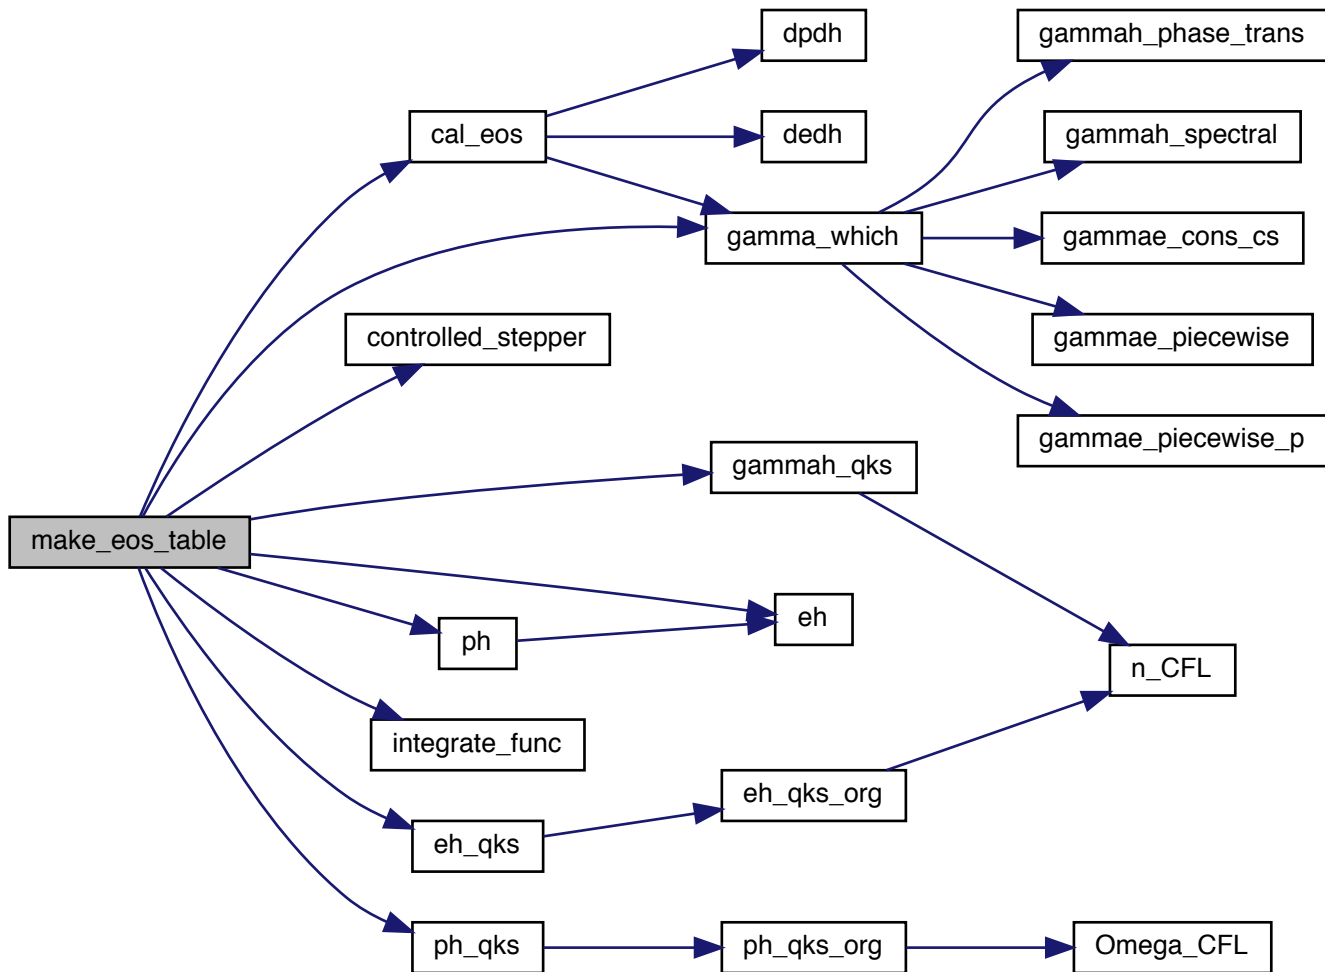 dpdh
gammah_phase_trans
cal_eos
dedh
gammah_spectral
gamma_which
gammae_cons_cs
controlled_stepper
gammae_piecewise
gammae_piecewise_p
gammah_qks
make_eos_table
eh
ph
n_CFL
integrate_func
eh_qks_org
eh_qks
ph_qks
ph_qks_org
Omega_CFL